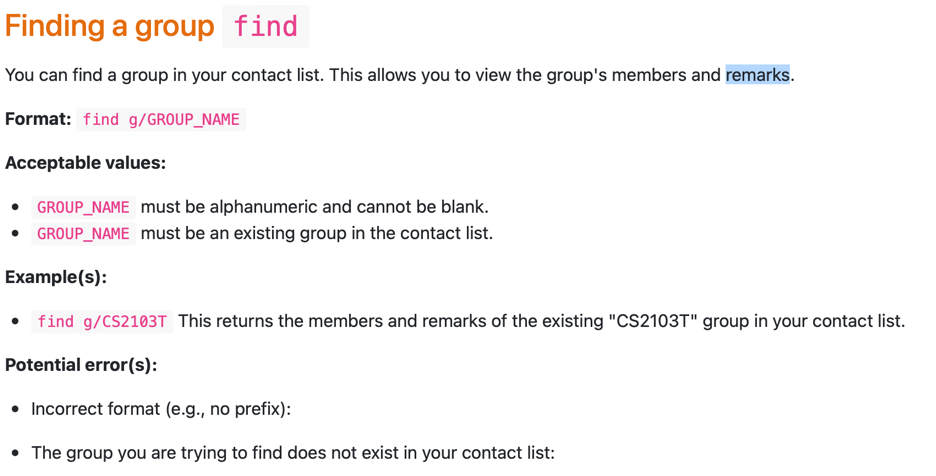 Finding a group find
You can find a group in your contact list. This allows you to view the group's members and remarks.
Format: find g/GROUP_NAME
Acceptable values:
• GROUP_NAME must be alphanumeric and cannot be blank.
• GROUP_NAME must be an existing group in the contact list.
Example(s):
• find g/CS2103T This returns the members and remarks of the existing "CS2103T" group in your contact list.
Potential error(s):
• Incorrect format (e.g., no prefix):
• The group you are trying to find does not exist in your contact list: